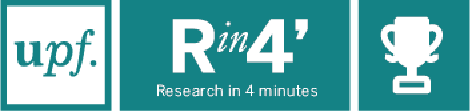 upf.
Rin4’
Research in 4 minutes